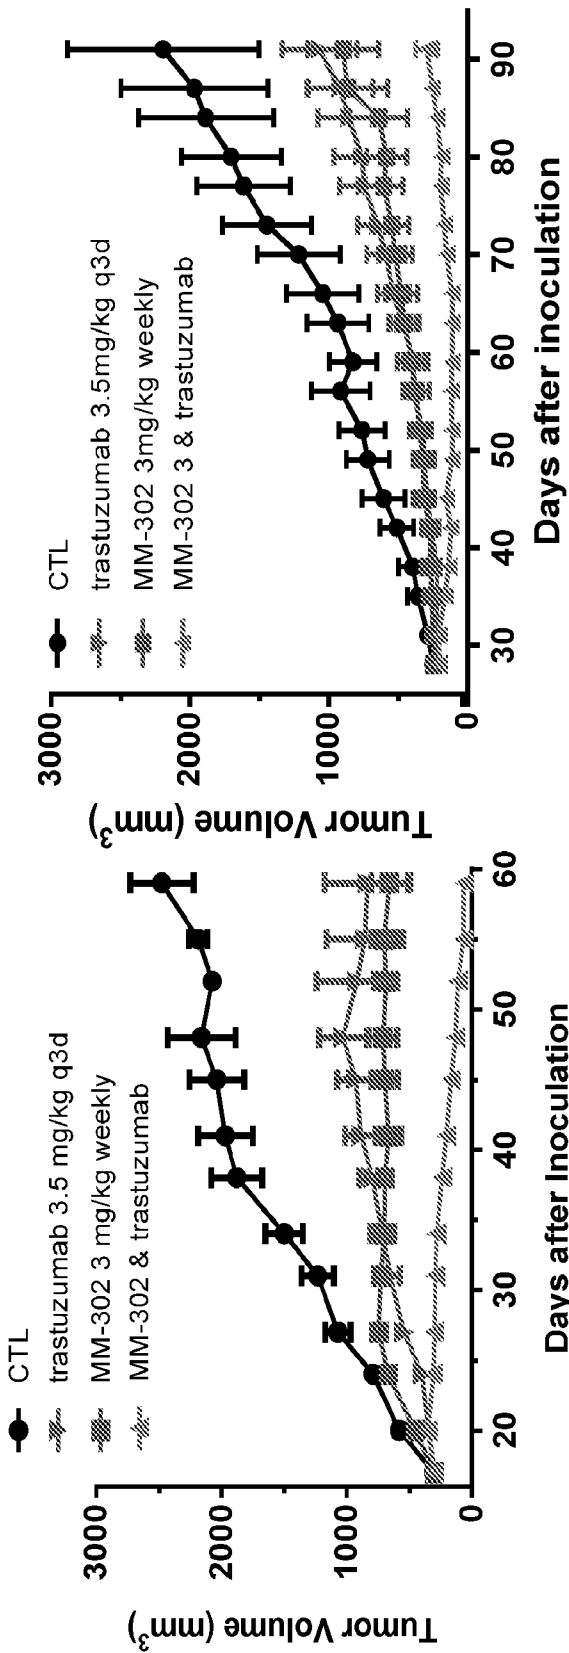 CTL
trastuzumab 3.5 mg/kg q3d
MM-302 3 mg/kg weekly
MM-302 & trastuzumab
Tumor Volume (mm³)
3000
2000
1000
0
20
30
40
50
60
Days after Inoculation
CTL
trastuzumab 3.5mg/kg q3d
MM-302 3mg/kg weekly
MM-302 3 & trastuzumab
Tumor Volume (mm³)
3000
2000
1000
0
30
40
50
60
70
80
90
Days after inoculation